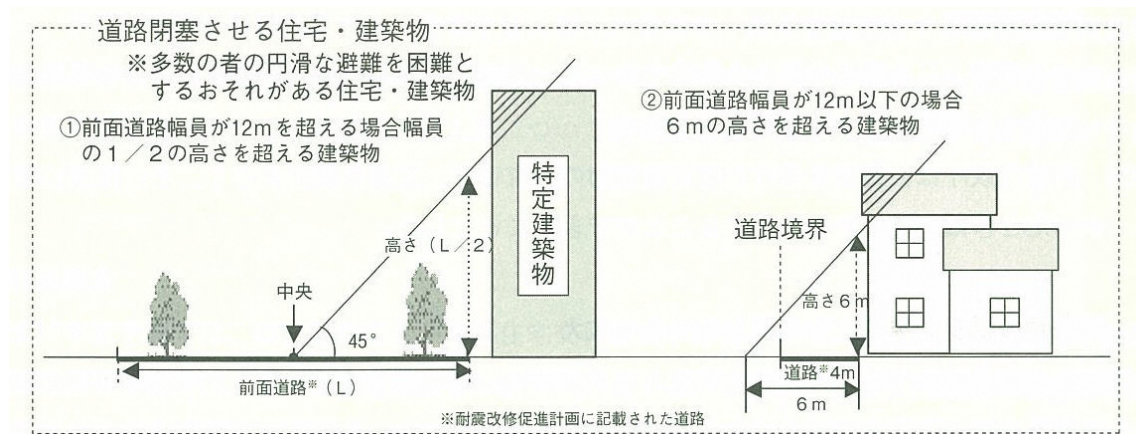 道路閉塞させる住宅・建築物
※多数の者の円滑な避難を困難と
するおそれがある住宅・建築物
①前面道路幅員が12mを超える場合幅員
の1/2の高さを超える建築物
特定建築物
高さ(L/2)
中央
45°
前面道路※(L)
②前面道路幅員が12m以下の場合
6mの高さを超える建築物
道路境界
高さ6m
道路※4m
6m
※耐震改修促進計画に記載された道路